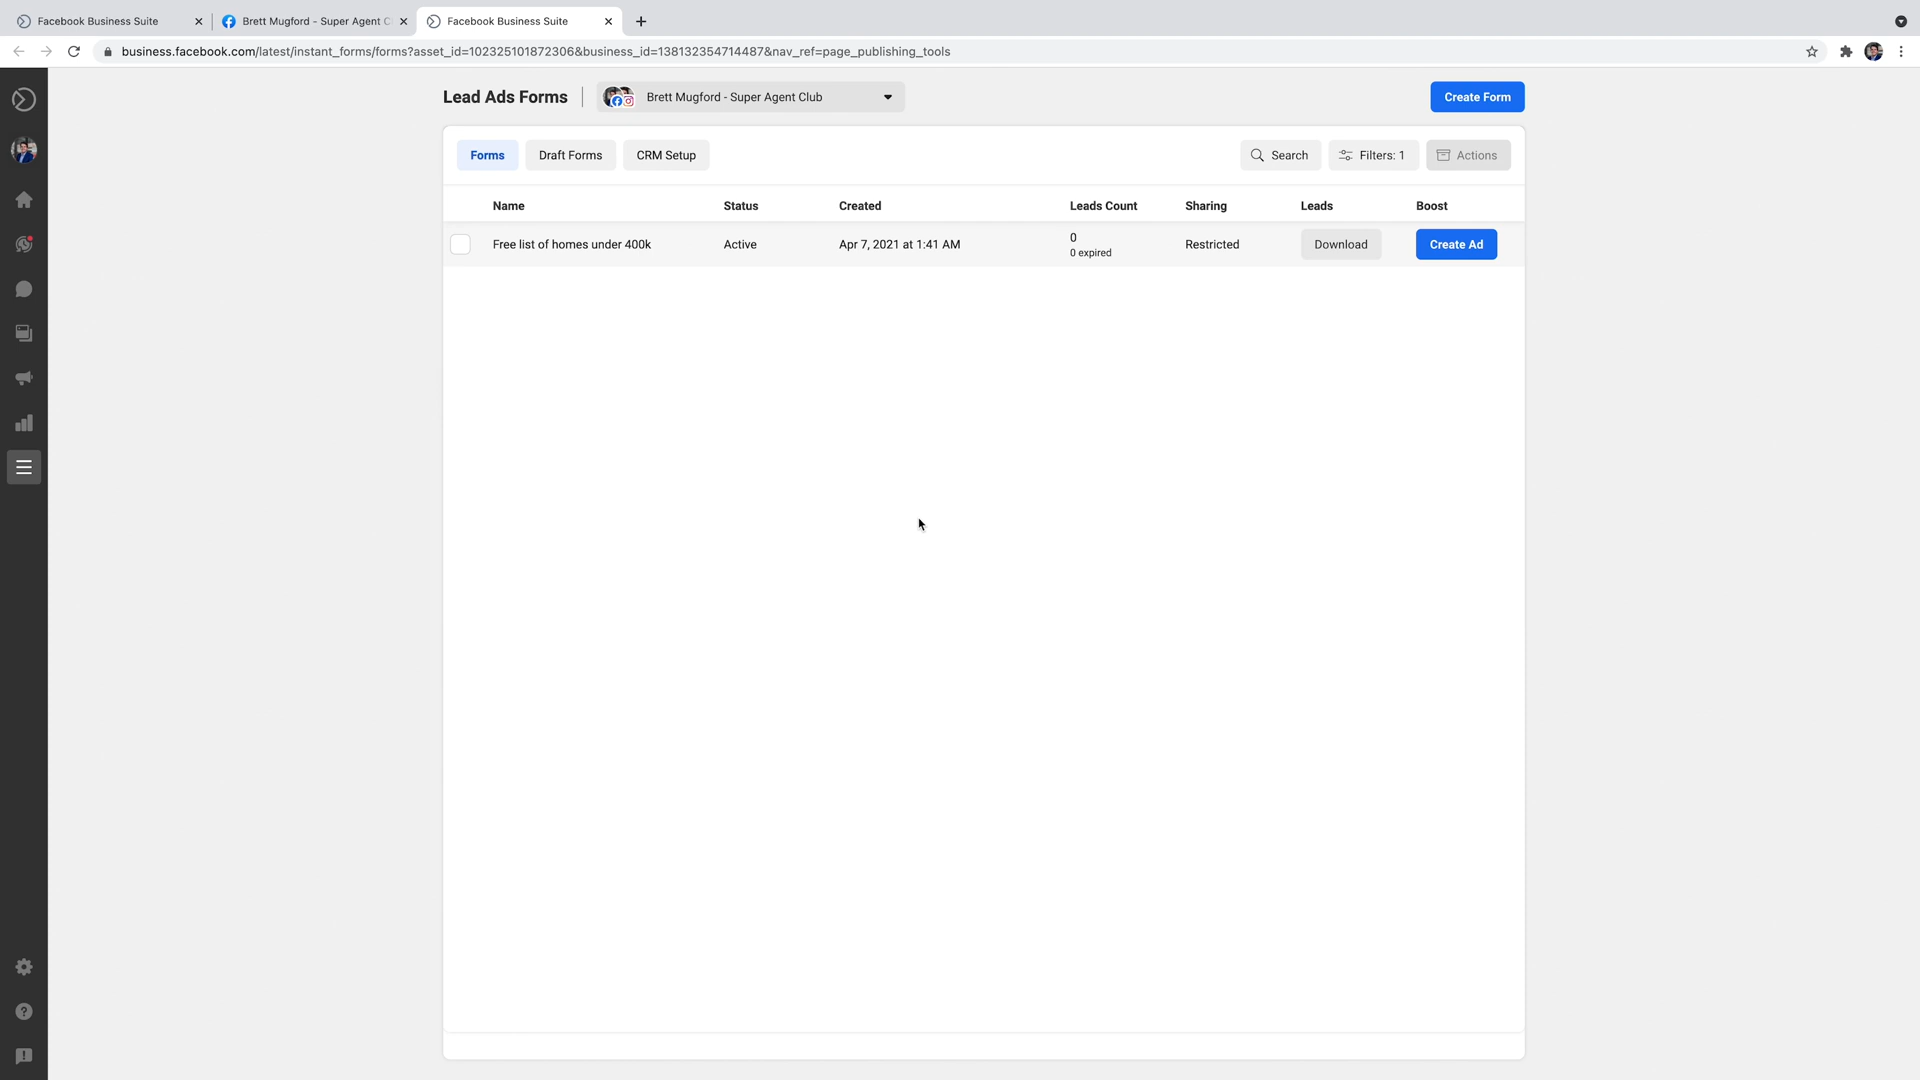 Facebook Business Suite
Brett Mugford - Super Agent C
Facebook Business Suite
business.facebook.com/latest/instant_forms/forms?asset_id=102325101872306&business_id=138132354714487&nav_ref=page_publishing_tools
Lead Ads Forms
Brett Mugford - Super Agent Club
Create Form
Forms
Draft Forms
CRM Setup
Search
Filters: 1
Actions
Name Status Created Leads Count Sharing Leads Boost
Free list of homes under 400k Active Apr 7, 2021 at 1:41 AM 0 Restricted Download Create Ad
0 expired